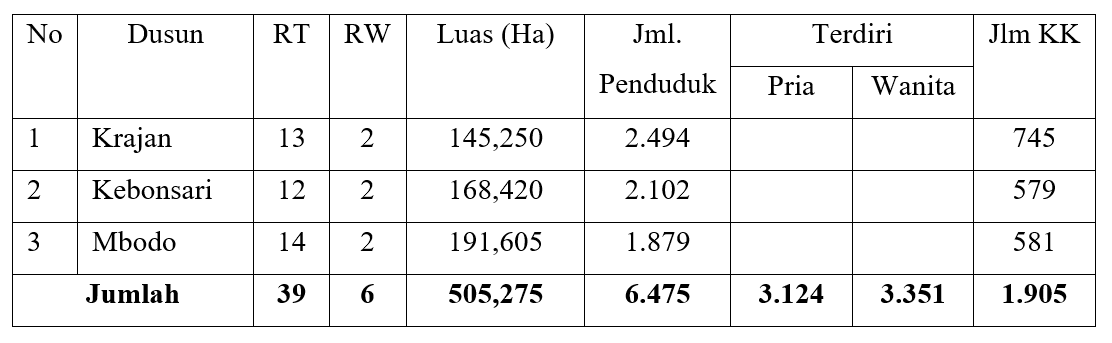 No Dusun RT RW Luas (Ha) Jml. Penduduk Terdiri Jlm KK
Pria Wanita
1 Krajan 13 2 145,250 2.494 745
2 Kebonsari 12 2 168,420 2.102 579
3 Mbodo 14 2 191,605 1.879 581
Jumlah 39 6 505,275 6.475 3.124 3.351 1.905